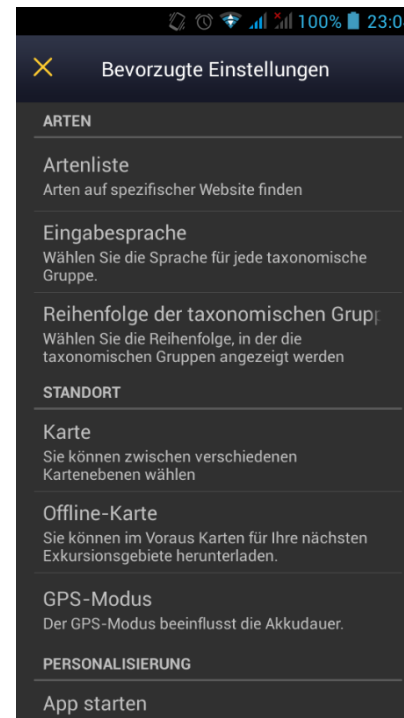 100% 23:0
Bevorzugte Einstellungen
ARTEN
Artenliste
Arten auf spezifischer Website finden
Eingabesprache
Wählen Sie die Sprache für jede taxonomische
Gruppe.
Reihenfolge der taxonomischen Grupp
Wählen Sie die Reihenfolge, in der die
taxonomischen Gruppen angezeigt werden
STANDORT
Karte
Sie können zwischen verschiedenen
Kartenebenen wählen
Offline-Karte
Sie können im Voraus Karten für Ihre nächsten
Exkursionsgebiete herunterladen.
GPS-Modus
Der GPS-Modus beeinflusst die Akkudauer.
PERSONALISIERUNG
App starten